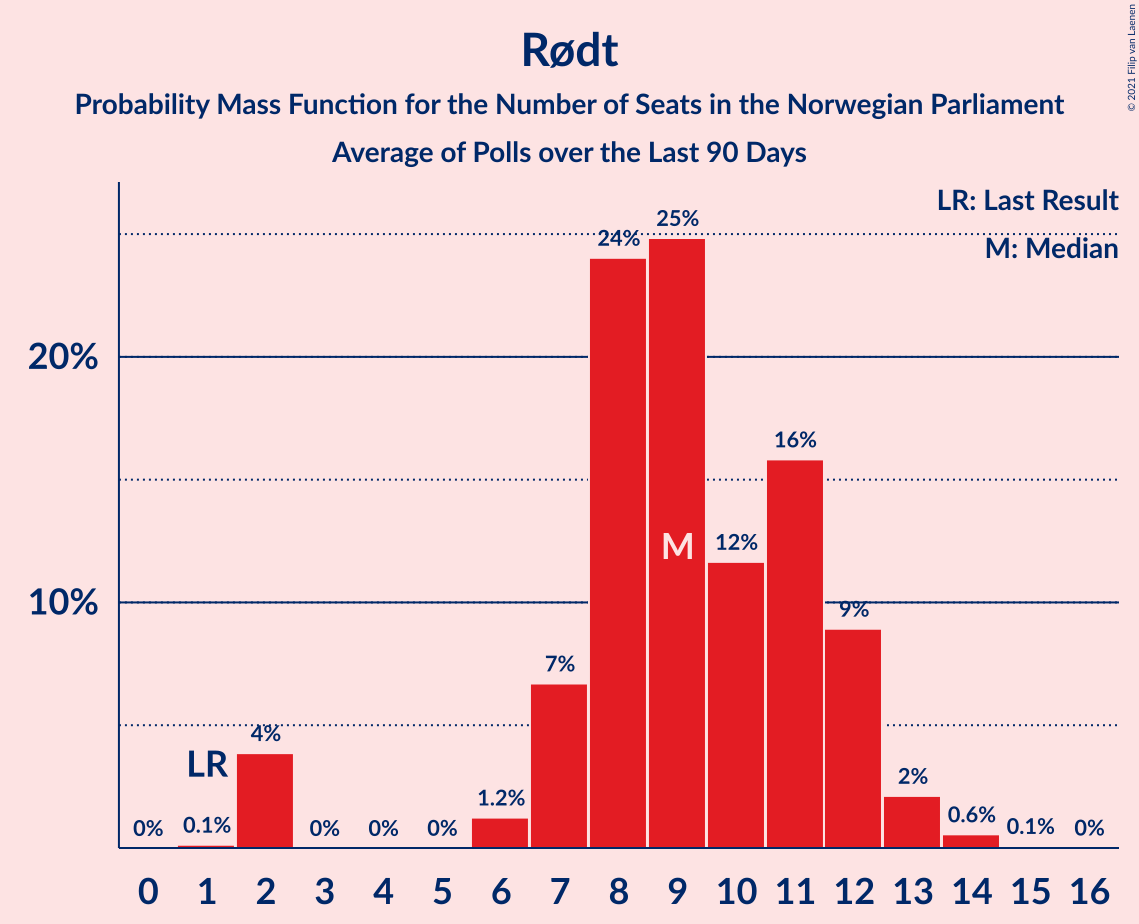 Rødt
Probability Mass Function for the Number of Seats in the Norwegian Parliament
Average of Polls over the Last 90 Days
© 2021 Filip van Laenen
LR: Last Result
M: Median
20%
10%
0%
0.1%
4%
0%
0%
0%
1.2%
7%
24%
25%
12%
16%
9%
2%
0.6%
0.1%
0%
LR
M
0 1 2 3 4 5 6 7 8 9 10 11 12 13 14 15 16